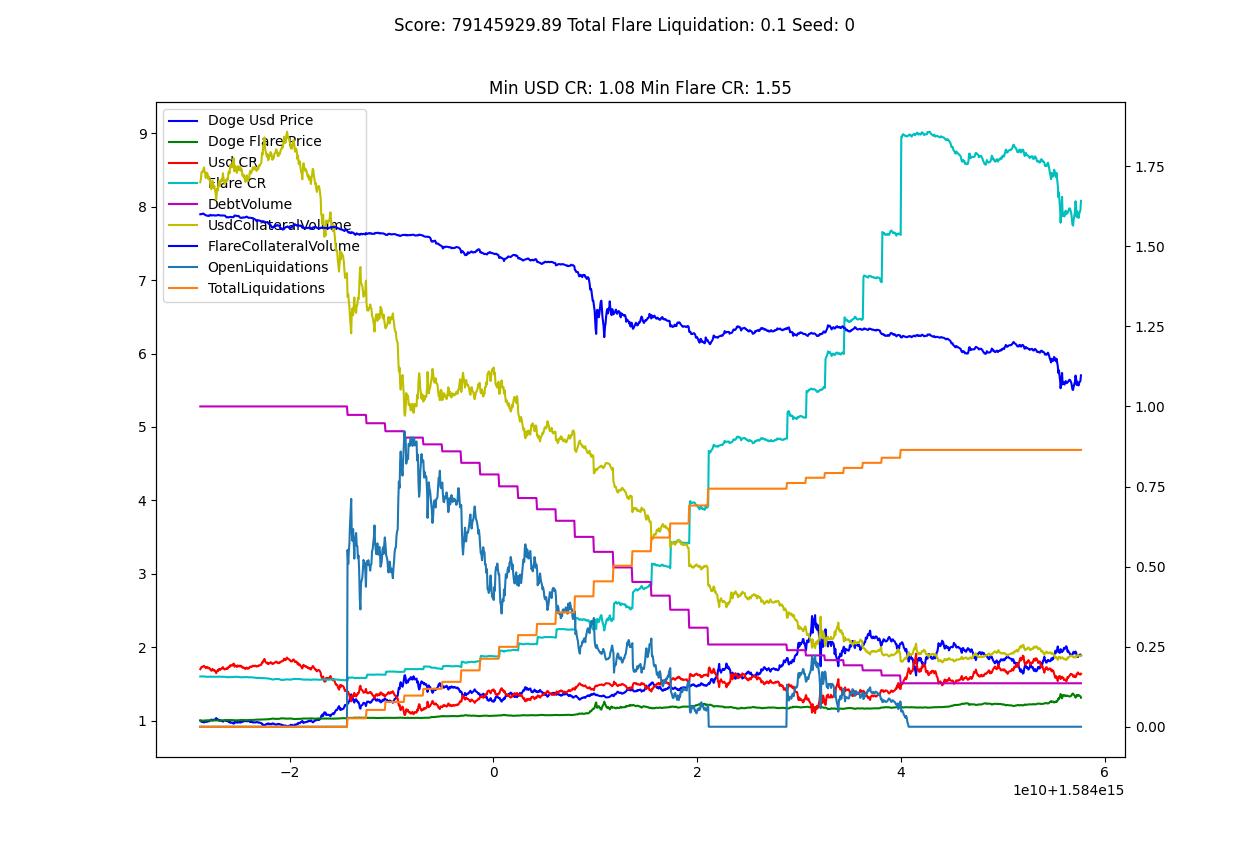 Score: 79145929.89 Total Flare Liquidation: 0.1 Seed: 0
Min USD CR: 1.08 Min Flare CR: 1.55
Doge Usd Price
Doge Flare Price
Usd CR
Flare CR
DebtVolume
UsdCollateralVolume
FlareCollateralVolume
OpenLiquidations
TotalLiquidations
9
8
7
6
5
4
3
2
1
1.75
1.50
1.25
1.00
0.75
0.50
0.25
0.00
−2 0 2 4 6
1e10+1.584e15